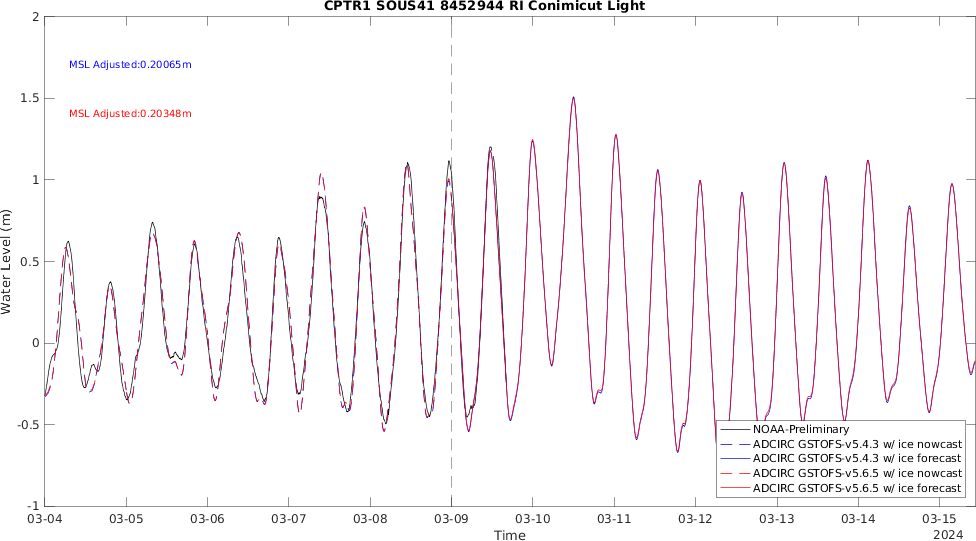 CPTR1 SOUS41 8452944 RI Conimicut Light
2
1.5
1
0.5
0
-0.5
-1
Water Level (m)
MSL Adjusted:0.20065m
MSL Adjusted:0.20348m
NOAA-Preliminary
ADCIRC GSTOFS-v5.4.3 w/ ice nowcast
ADCIRC GSTOFS-v5.4.3 w/ ice forecast
ADCIRC GSTOFS-v5.6.5 w/ ice nowcast
ADCIRC GSTOFS-v5.6.5 w/ ice forecast
03-04 03-05 03-06 03-07 03-08 03-09 03-10 03-11 03-12 03-13 03-14 03-15
Time
2024